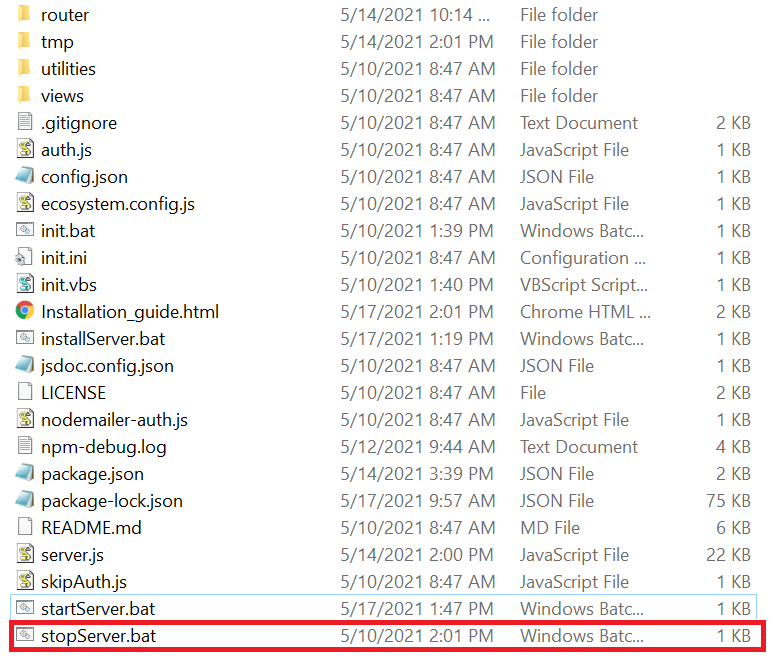 router 5/14/2021 10:14 ... File folder
tmp 5/14/2021 2:01 PM File folder
utilities 5/10/2021 8:47 AM File folder
views 5/10/2021 8:47 AM File folder
.gitignore 5/10/2021 8:47 AM Text Document 2 KB
auth.js 5/10/2021 8:47 AM JavaScript File 1 KB
config.json 5/10/2021 8:47 AM JSON File 1 KB
ecosystem.config.js 5/10/2021 8:47 AM JavaScript File 1 KB
init.bat 5/10/2021 1:39 PM Windows Batc... 1 KB
init.ini 5/10/2021 8:47 AM Configuration ... 1 KB
init.vbs 5/10/2021 1:40 PM VBScript Script... 1 KB
Installation_guide.html 5/17/2021 2:01 PM Chrome HTML ... 2 KB
installServer.bat 5/17/2021 1:19 PM Windows Batc... 1 KB
jsdoc.config.json 5/10/2021 8:47 AM JSON File 1 KB
LICENSE 5/10/2021 8:47 AM File 2 KB
nodemailer-auth.js 5/10/2021 8:47 AM JavaScript File 1 KB
npm-debug.log 5/12/2021 9:44 AM Text Document 4 KB
package.json 5/14/2021 3:39 PM JSON File 2 KB
package-lock.json 5/17/2021 9:57 AM JSON File 75 KB
README.md 5/10/2021 8:47 AM MD File 6 KB
server.js 5/14/2021 2:00 PM JavaScript File 22 KB
skipAuth.js 5/10/2021 8:47 AM JavaScript File 1 KB
startServer.bat 5/17/2021 1:47 PM Windows Batc... 1 KB
stopServer.bat 5/10/2021 2:01 PM Windows Batc... 1 KB